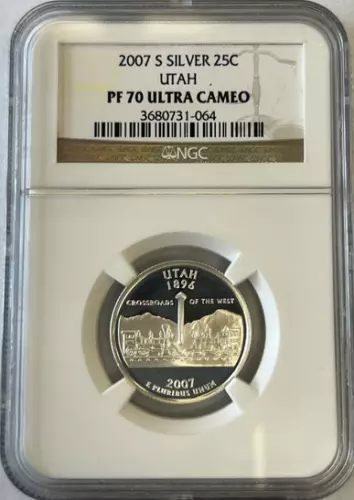 2007 S SILVER 25C
UTAH
PF 70 ULTRA CAMEO
3680731-064
NGC
UTAH
1896
CROSSROADS OF THE WEST
2007
E PLURIBUS UNUM